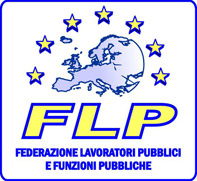 FLP
FEDERAZIONE LAVORATORI PUBBLICI
E FUNZIONI PUBBLICHE